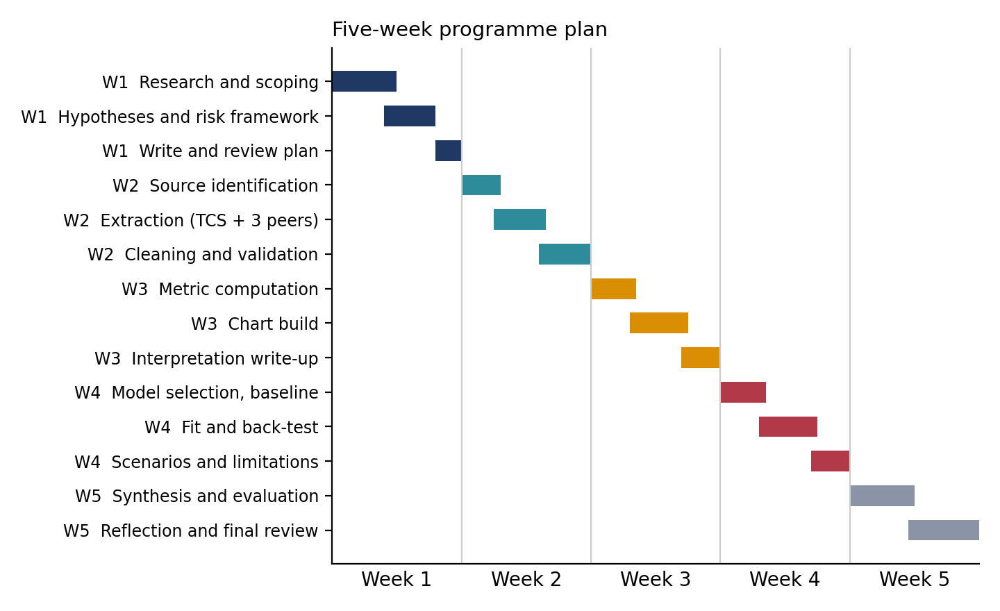 Five-week programme plan
W1  Research and scoping
W1  Hypotheses and risk framework
W1  Write and review plan
W2  Source identification
W2  Extraction (TCS + 3 peers)
W2  Cleaning and validation
W3  Metric computation
W3  Chart build
W3  Interpretation write-up
W4  Model selection, baseline
W4  Fit and back-test
W4  Scenarios and limitations
W5  Synthesis and evaluation
W5  Reflection and final review
Week 1
Week 2
Week 3
Week 4
Week 5